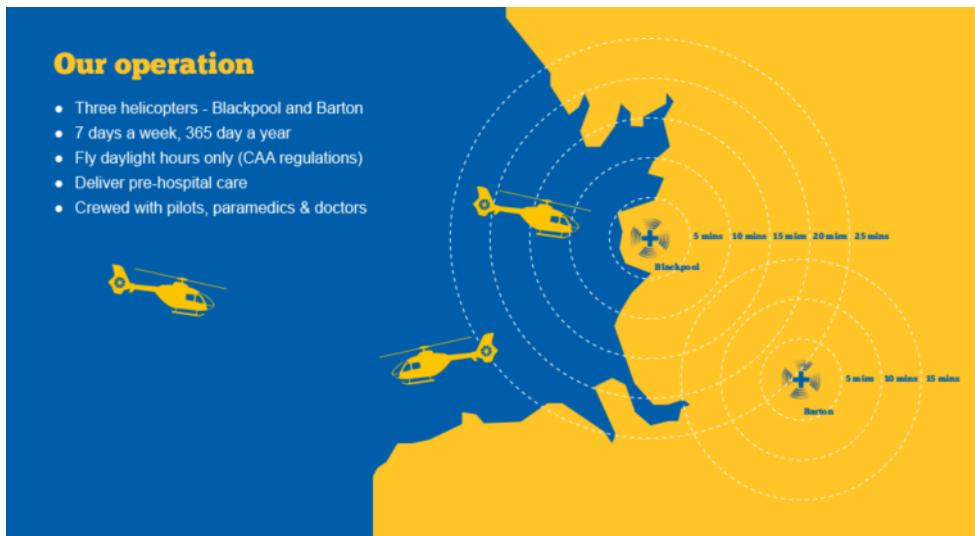 Our operation
● Three helicopters - Blackpool and Barton
● 7 days a week, 365 day a year
● Fly daylight hours only (CAA regulations)
● Deliver pre-hospital care
● Crewed with pilots, paramedics & doctors
5 mins 10 mins 15 mins 20 mins 25 mins
Blackpool
5 mins 10 mins 15 mins
Barton